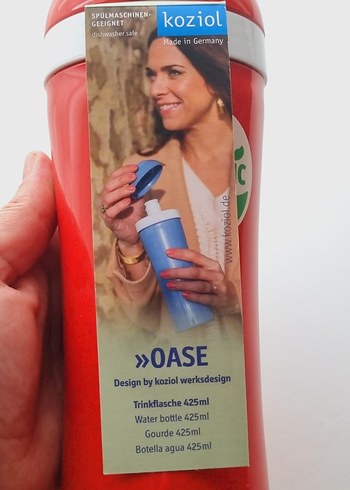 SPÜLMASCHINEN-
GEEIGNET
dishwasher safe
koziol
Made in Germany
www.koziol.de
»OASE
Design by koziol werksdesign
Trinkflasche 425ml
Water bottle 425ml
Gourde 425ml
Botella agua 425ml